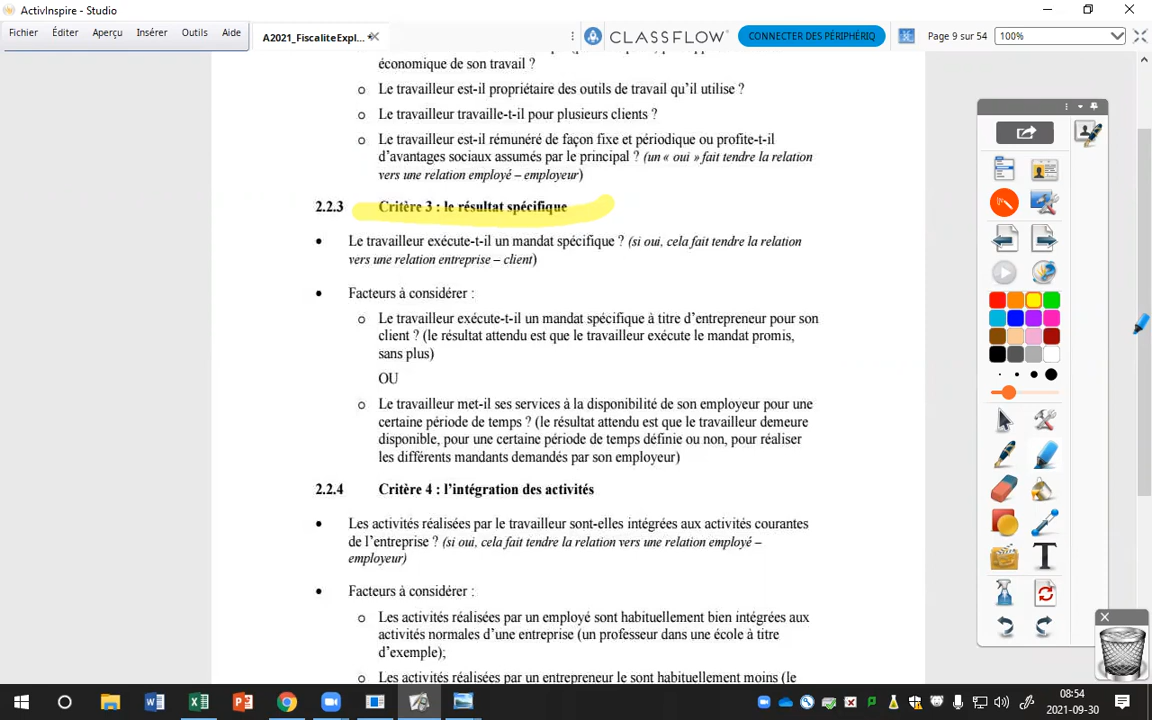 ActivInspire - Studio
Fichier Éditer Aperçu Insérer Outils Aide
A2021_FiscaliteExpl...
CLASSFLOW
CONNECTER DES PÉRIPHÉRIQ
Page 9 sur 54
100%
économique de son travail ?
o Le travailleur est-il propriétaire des outils de travail qu’il utilise ?
o Le travailleur travaille-t-il pour plusieurs clients ?
o Le travailleur est-il rémunéré de façon fixe et périodique ou profite-t-il
d’avantages sociaux assumés par le principal ? (un « oui » fait tendre la relation
vers une relation employé – employeur)
2.2.3 Critère 3 : le résultat spécifique
• Le travailleur exécute-t-il un mandat spécifique ? (si oui, cela fait tendre la relation
vers une relation entreprise – client)
• Facteurs à considérer :
o Le travailleur exécute-t-il un mandat spécifique à titre d’entrepreneur pour son
client ? (le résultat attendu est que le travailleur exécute le mandat promis,
sans plus)
OU
o Le travailleur met-il ses services à la disponibilité de son employeur pour une
certaine période de temps ? (le résultat attendu est que le travailleur demeure
disponible, pour une certaine période de temps définie ou non, pour réaliser
les différents mandants demandés par son employeur)
2.2.4 Critère 4 : l’intégration des activités
• Les activités réalisées par le travailleur sont-elles intégrées aux activités courantes
de l’entreprise ? (si oui, cela fait tendre la relation vers une relation employé –
employeur)
• Facteurs à considérer :
o Les activités réalisées par un employé sont habituellement bien intégrées aux
activités normales d’une entreprise (un professeur dans une école à titre
d’exemple);
o Les activités réalisées par un entrepreneur le sont habituellement moins (le
08:54
2021-09-30